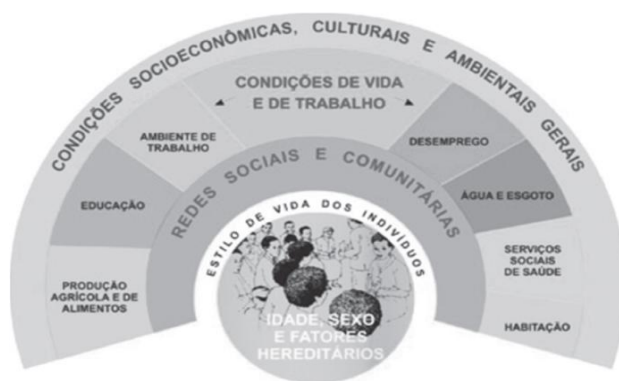 CONDIÇÕES SOCIOECONÔMICAS, CULTURAIS E AMBIENTAIS GERAIS
CONDIÇÕES DE VIDA
E DE TRABALHO
AMBIENTE DE
TRABALHO
DESEMPREGO
EDUCAÇÃO
ÁGUA E ESGOTO
PRODUÇÃO
AGRÍCOLA E DE
ALIMENTOS
SERVIÇOS
SOCIAIS
DE SAÚDE
HABITAÇÃO
REDES SOCIAIS E COMUNITÁRIAS
ESTILO DE VIDA DOS INDIVÍDUOS
IDADE, SEXO
E FATORES
HEREDITÁRIOS